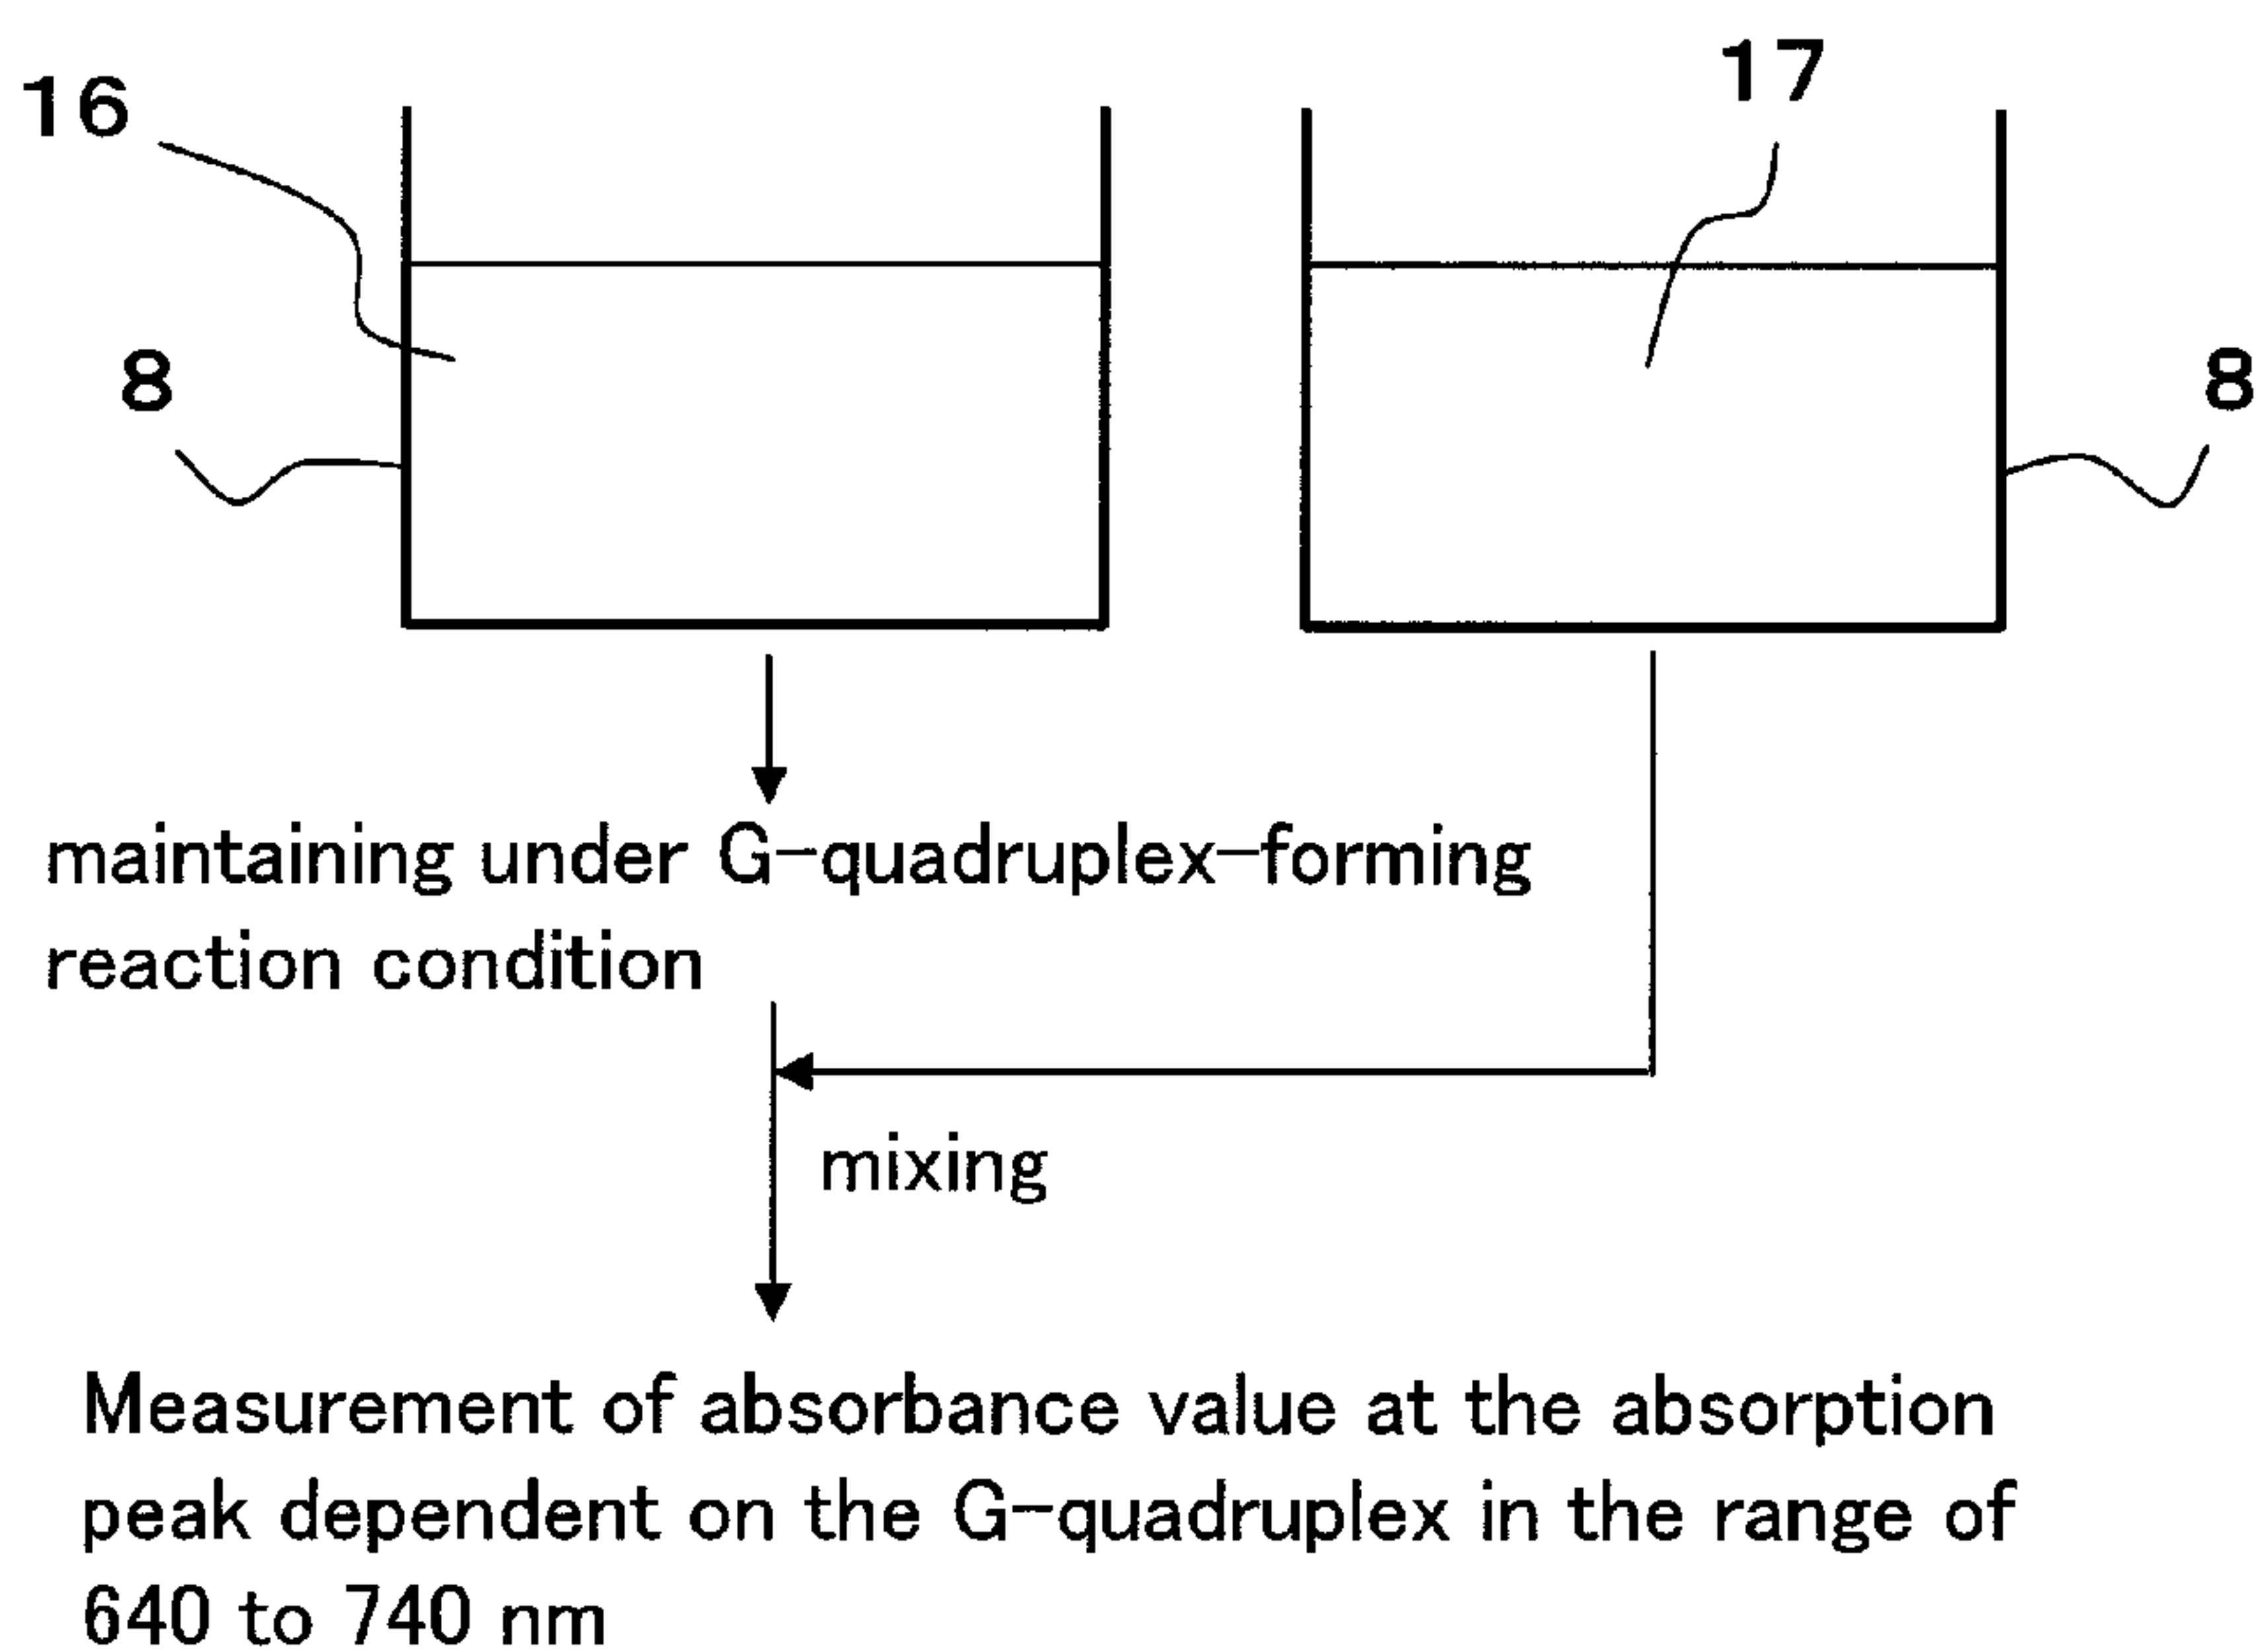 16
17
8
8
maintaining under G-quadruplex-forming
reaction condition
mixing
Measurement of absorbance value at the absorption
peak dependent on the G-quadruplex in the range of
640 to 740 nm